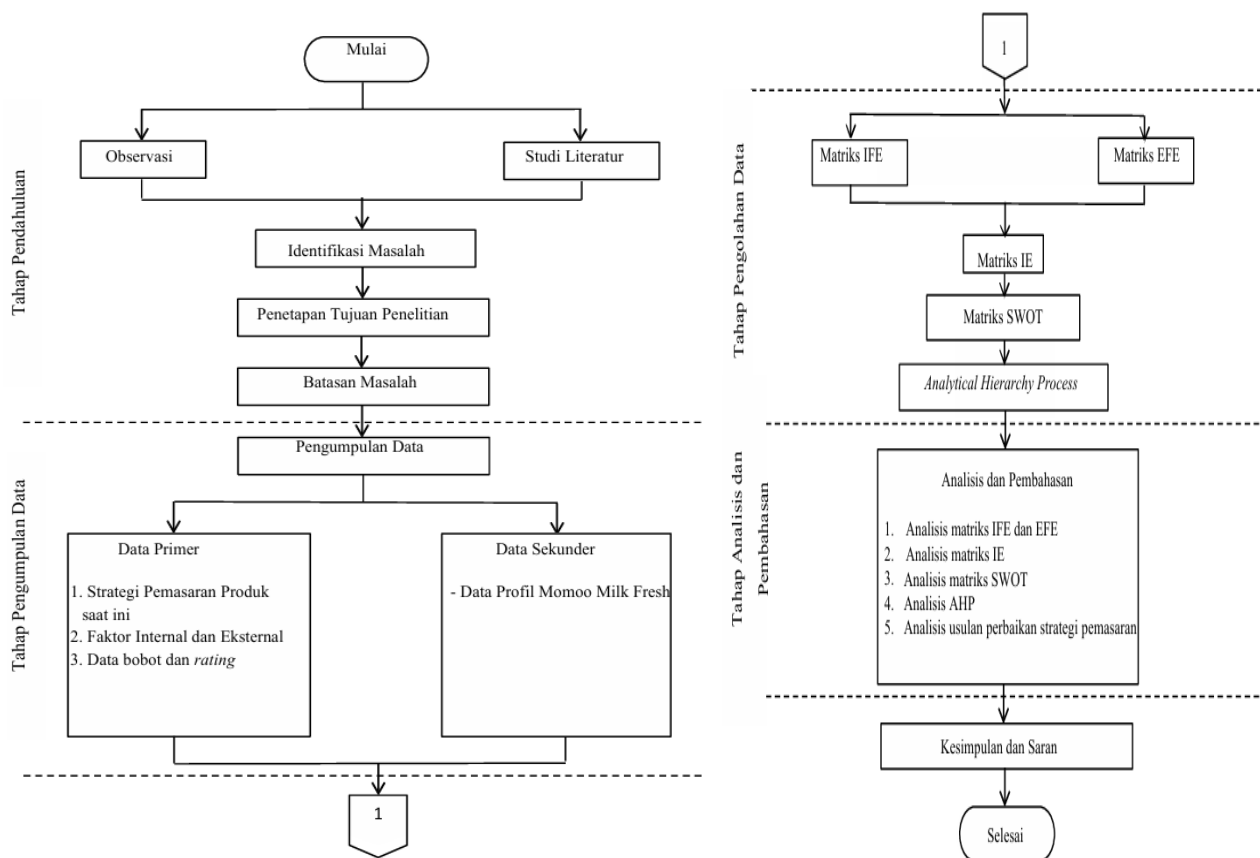 Mulai
Tahap Pendahuluan
Observasi
Studi Literatur
Identifikasi Masalah
Penetapan Tujuan Penelitian
Batasan Masalah
Tahap Pengumpulan Data
Pengumpulan Data
Data Primer
1. Strategi Pemasaran Produk
saat ini
2. Faktor Internal dan Eksternal
3. Data bobot dan rating
Data Sekunder
- Data Profil Momoo Milk Fresh
1
1
Tahap Pengolahan Data
Matriks IFE
Matriks EFE
Matriks IE
Matriks SWOT
Analytical Hierarchy Process
Tahap Analisis dan
Pembahasan
Analisis dan Pembahasan
1. Analisis matriks IFE dan EFE
2. Analisis matriks IE
3. Analisis matriks SWOT
4. Analisis AHP
5. Analisis usulan perbaikan strategi pemasaran
Kesimpulan dan Saran
Selesai